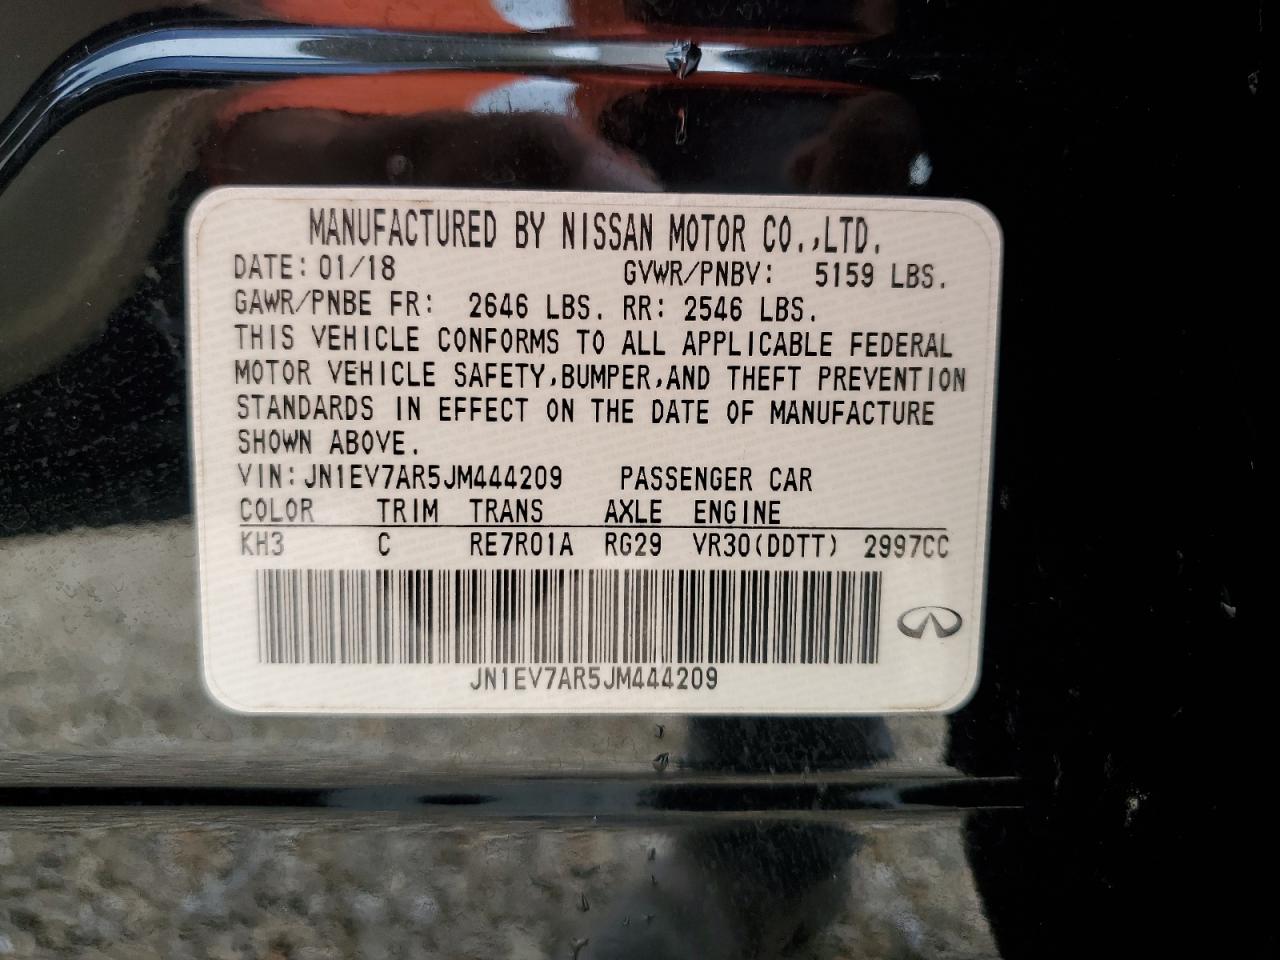 MANUFACTURED BY NISSAN MOTOR CO.,LTD.
DATE: 01/18 GVWR/PNBV: 5159 LBS.
GAWR/PNBE FR: 2646 LBS. RR: 2546 LBS.
THIS VEHICLE CONFORMS TO ALL APPLICABLE FEDERAL
MOTOR VEHICLE SAFETY,BUMPER,AND THEFT PREVENTION
STANDARDS IN EFFECT ON THE DATE OF MANUFACTURE
SHOWN ABOVE.
VIN:JN1EV7AR5JM444209 PASSENGER CAR
COLOR TRIM TRANS AXLE ENGINE
KH3 C RE7R01A RG29 VR30(DDTT) 2997CC
JN1EV7AR5JM444209